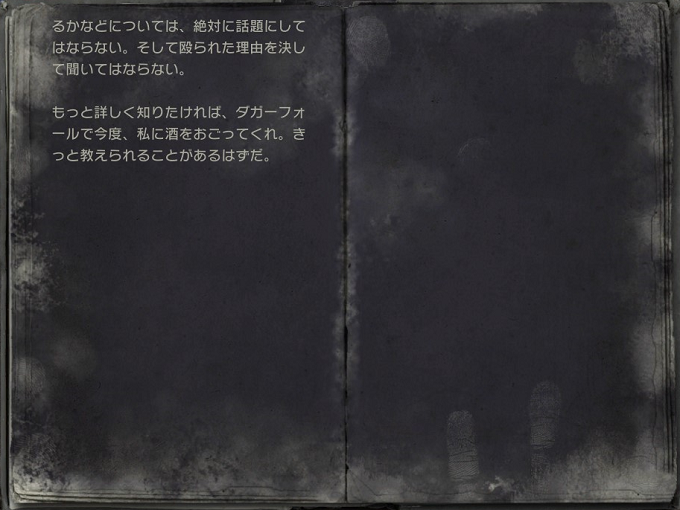 るかなどについては、絶対に話題にして
はならない。そして殴られた理由を決し
て聞いてはならない。
もっと詳しく知りたければ、ダガーフォ
ールで今度、私に酒をおごってくれ。き
っと教えられることがあるはずだ。